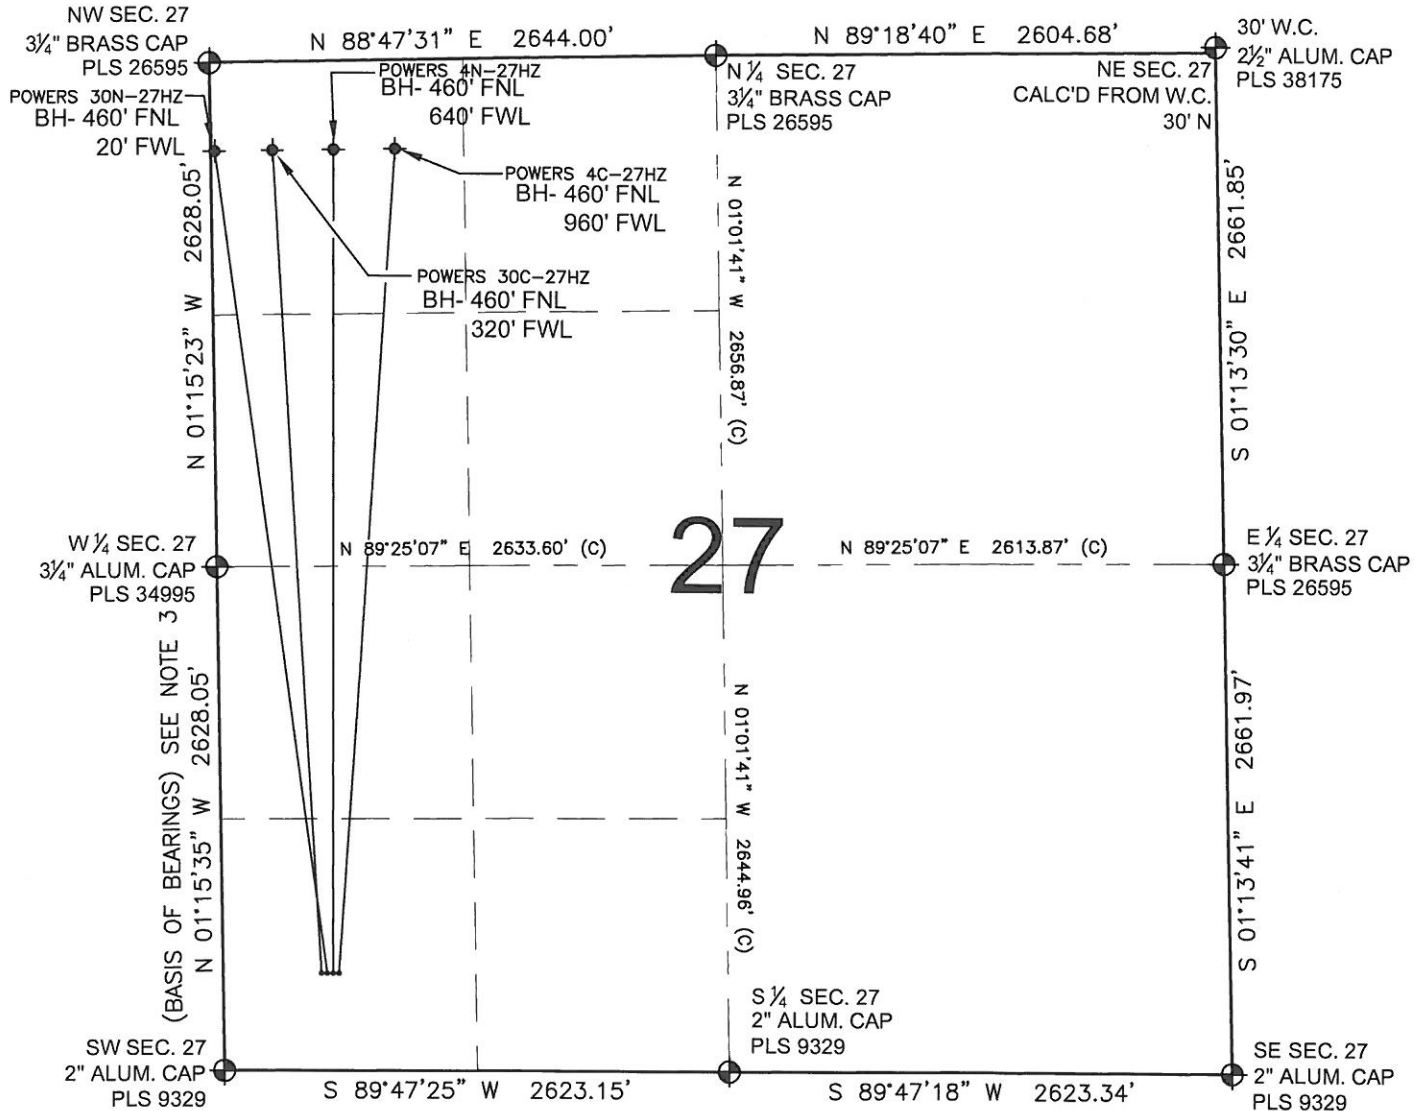 NW SEC. 27
3¼" BRASS CAP
PLS 26595
N 88°47'31" E 2644.00'
N 89°18'40" E 2604.68'
30' W.C.
2½" ALUM. CAP
PLS 38175
POWERS 4N-27HZ
BH- 460' FNL
640' FWL
N ¼ SEC. 27
3¼" BRASS CAP
PLS 26595
NE SEC. 27
CALC'D FROM W.C.
30' N
POWERS 30N-27HZ
BH- 460' FNL
20' FWL
POWERS 4C-27HZ
BH- 460' FNL
960' FWL
POWERS 30C-27HZ
BH- 460' FNL
320' FWL
N 01°15'23" W 2628.05'
N 01°01'41" W 2656.87' (C)
S 01°13'30" E 2661.85'
W ¼ SEC. 27
3¼" ALUM. CAP
PLS 34995
N 89°25'07" E 2633.60' (C)
27
N 89°25'07" E 2613.87' (C)
E ¼ SEC. 27
3¼" BRASS CAP
PLS 26595
(BASIS OF BEARINGS) SEE NOTE 3
N 01°15'35" W 2628.05'
N 01°01'41" W 2644.96' (C)
S 01°13'41" E 2661.97'
S ¼ SEC. 27
2" ALUM. CAP
PLS 9329
SW SEC. 27
2" ALUM. CAP
PLS 9329
S 89°47'25" W 2623.15'
S 89°47'18" W 2623.34'
SE SEC. 27
2" ALUM. CAP
PLS 9329